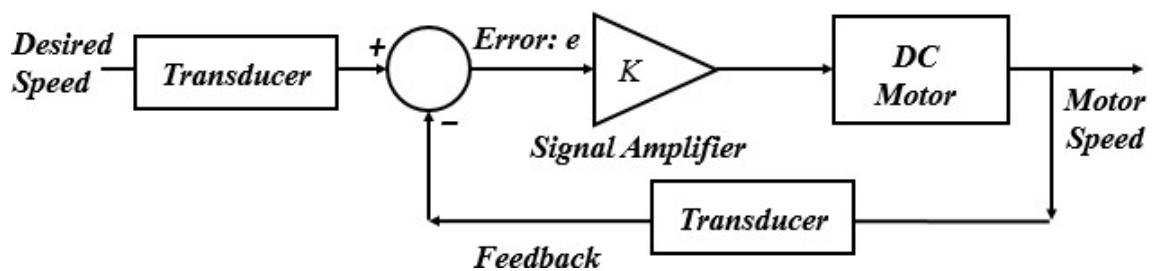 Desired
Speed
Transducer
+
−
Error: e
K
Signal Amplifier
DC
Motor
Motor
Speed
Transducer
Feedback